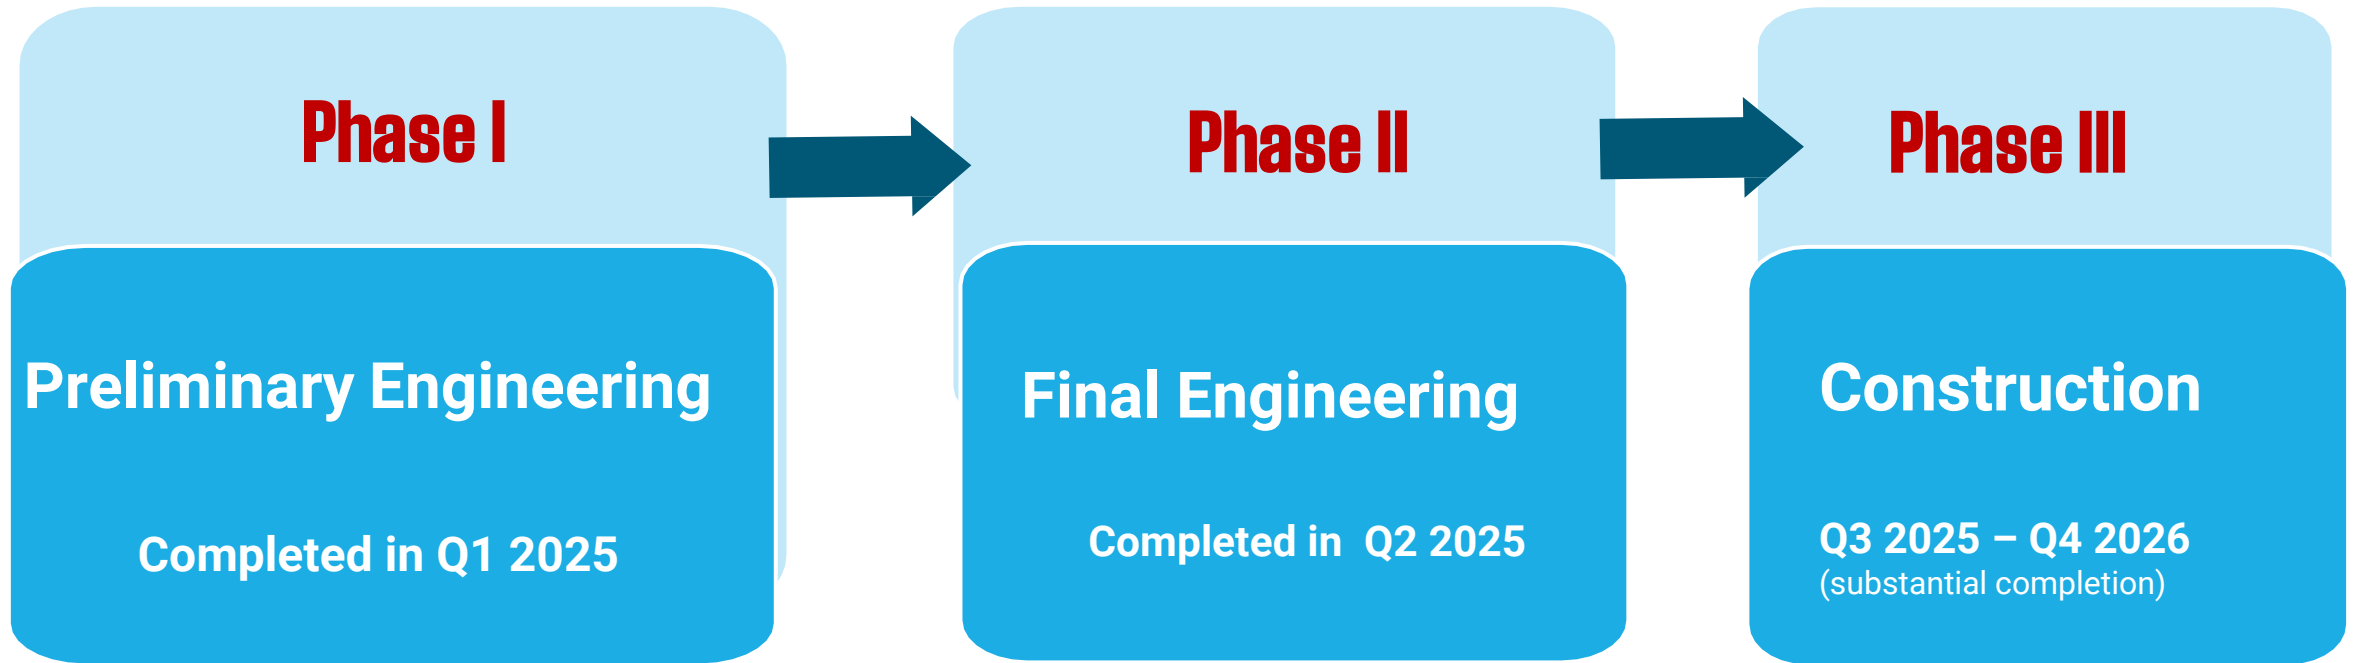 Phase I
Preliminary Engineering
Completed in Q1 2025
Phase II
Final Engineering
Completed in  Q2 2025
Phase III
Construction
Q3 2025 – Q4 2026
(substantial completion)